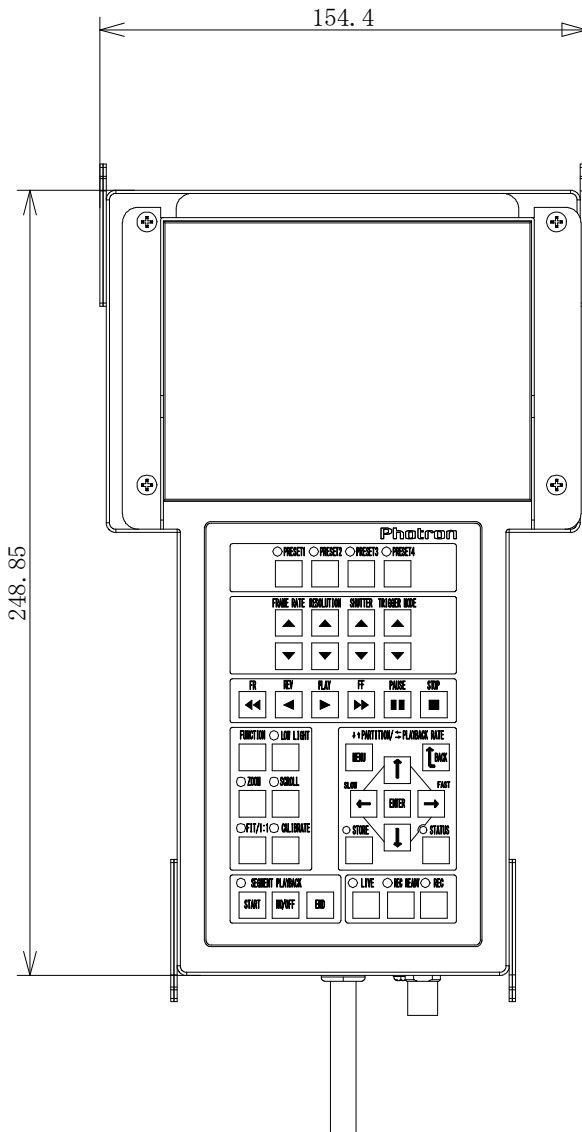 154.4
248.85
Photron
PRESET1 PRESET2 PRESET3 PRESET4
FRAME RATE RESOLUTION SHUTTER TRIGGER MODE
FR REV PLAY FF PAUSE STOP
FUNCTION LOW LIGHT
ZOOM SCROLL
FIT/1:1 CALIBRATE
PARTITION/ PLAYBACK RATE
MENU BACK
SLOW FAST
ENTER
STORE STATUS
SEGMENT PLAYBACK
START END
LIVE REC READY REC